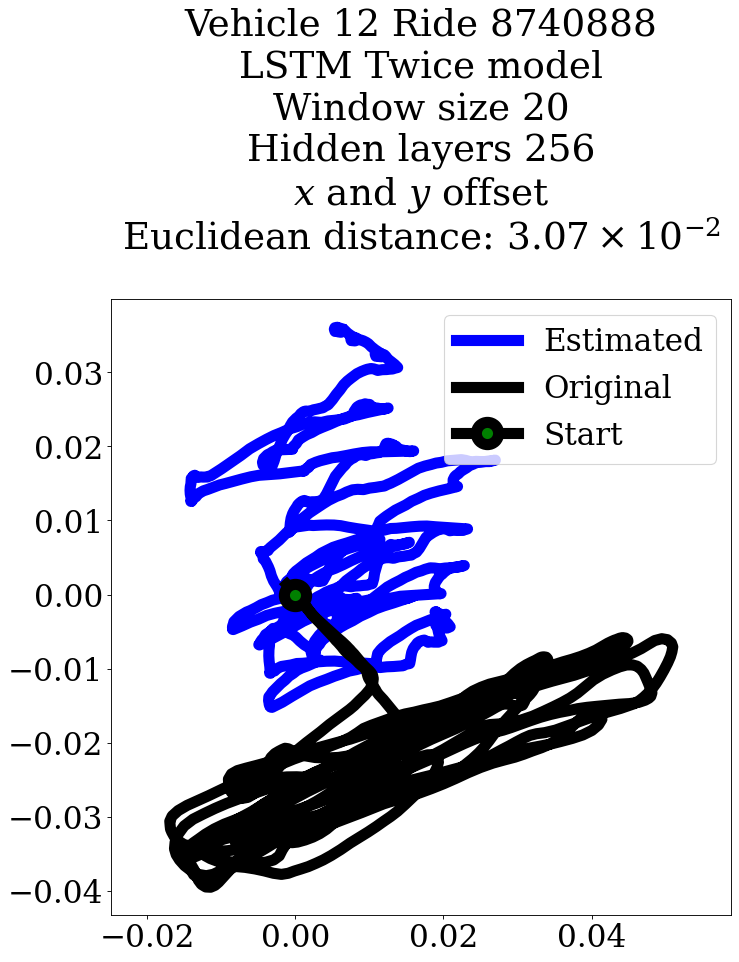 Vehicle 12 Ride 8740888
LSTM Twice model
Window size 20
Hidden layers 256
x and y offset
Euclidean distance: 3.07 × 10⁻²
Estimated
Original
Start
0.03
0.02
0.01
0.00
−0.01
−0.02
−0.03
−0.04
−0.02 0.00 0.02 0.04